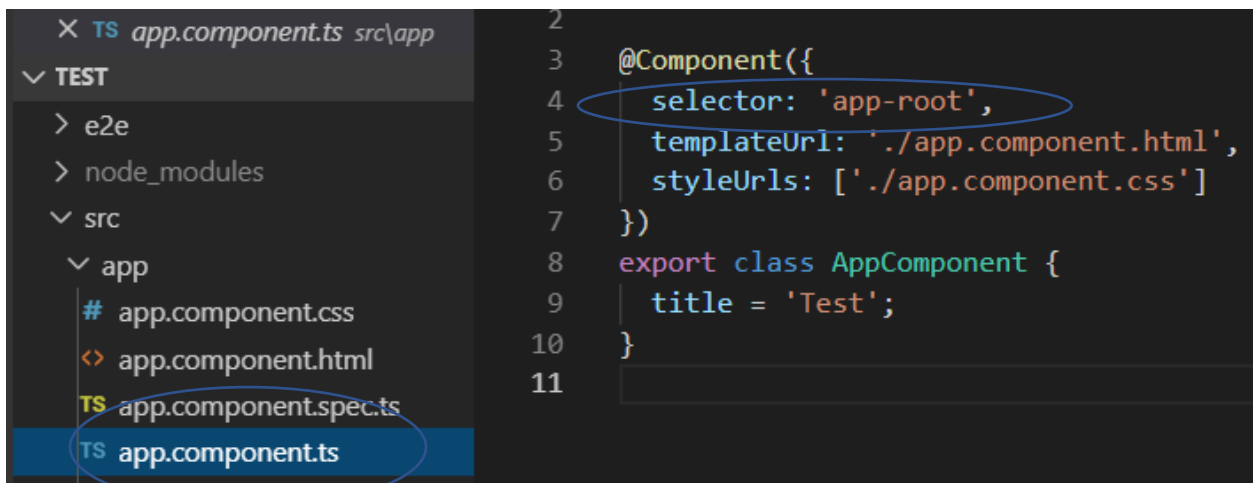 TS app.component.ts src\app
TEST
e2e
node_modules
src
app
# app.component.css
<> app.component.html
TS app.component.spec.ts
TS app.component.ts
2
3 @Component({
4 selector: 'app-root',
5 templateUrl: './app.component.html',
6 styleUrls: ['./app.component.css']
7 })
8 export class AppComponent {
9 title = 'Test';
10 }
11